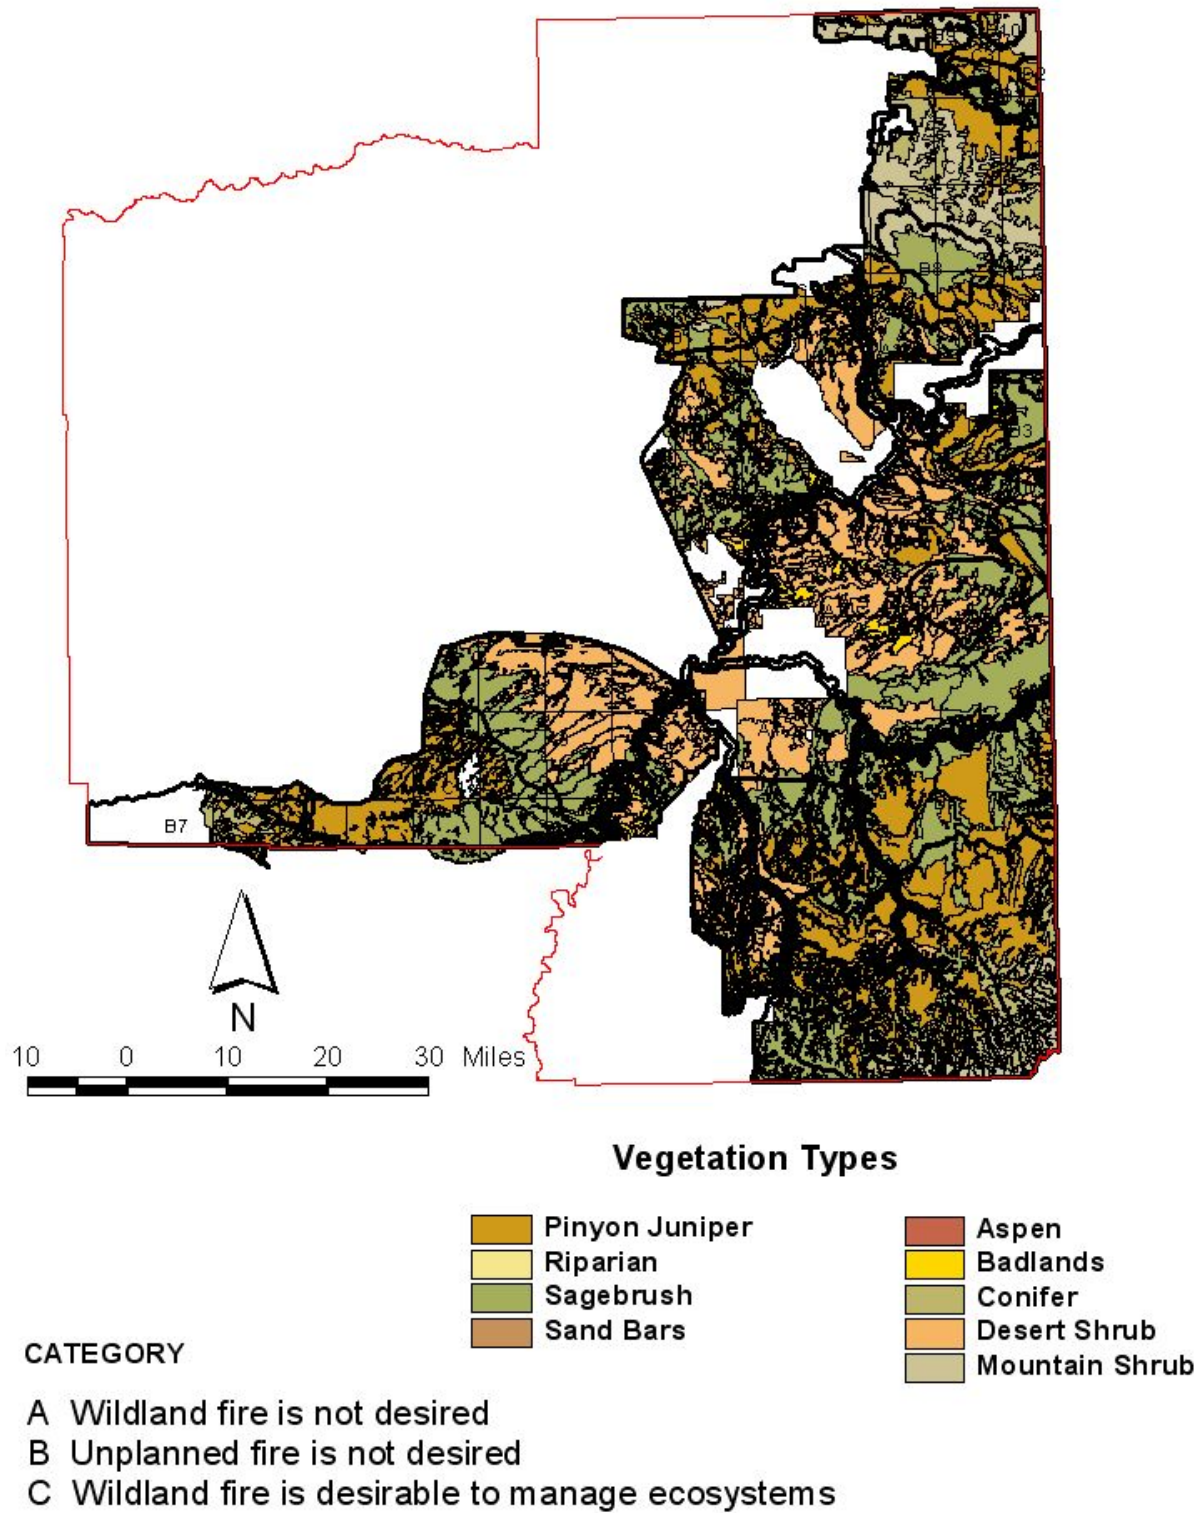 B8
B7
N
10 0 10 20 30 Miles
Vegetation Types
Pinyon Juniper
Riparian
Sagebrush
Sand Bars
Aspen
Badlands
Conifer
Desert Shrub
Mountain Shrub
CATEGORY
A Wildland fire is not desired
B Unplanned fire is not desired
C Wildland fire is desirable to manage ecosystems